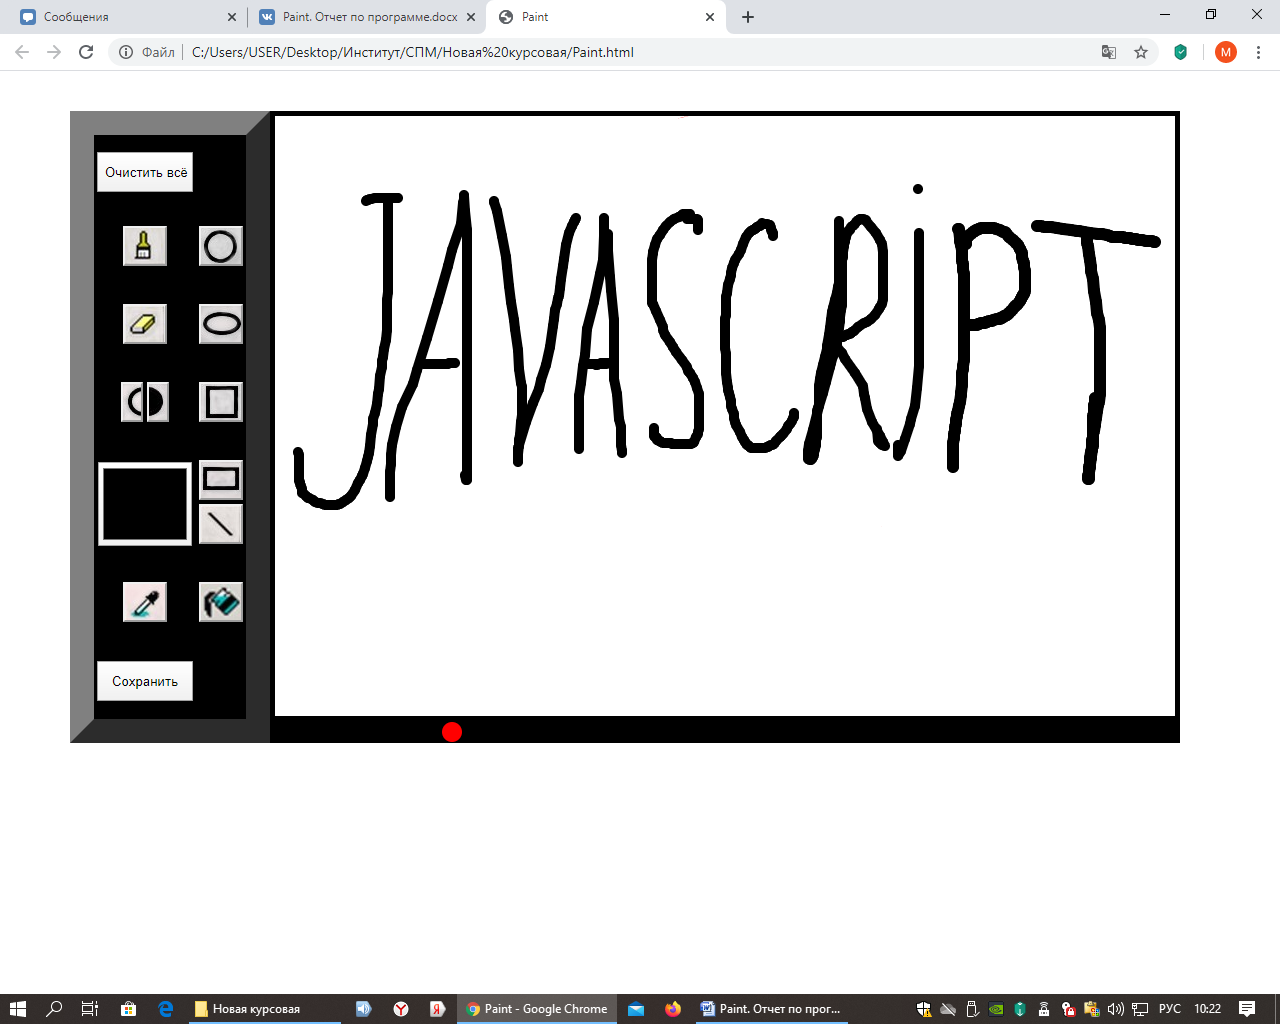 Сообщения
Paint. Отчет по программе.docx
Paint
Файл
C:/Users/USER/Desktop/Институт/СПМ/Новая%20курсовая/Paint.html
M
Очистить всё
JAVASCRiPT
Сохранить
Новая курсовая
Paint - Google Chrome
Paint. Отчет по прог...
РУС
10:22